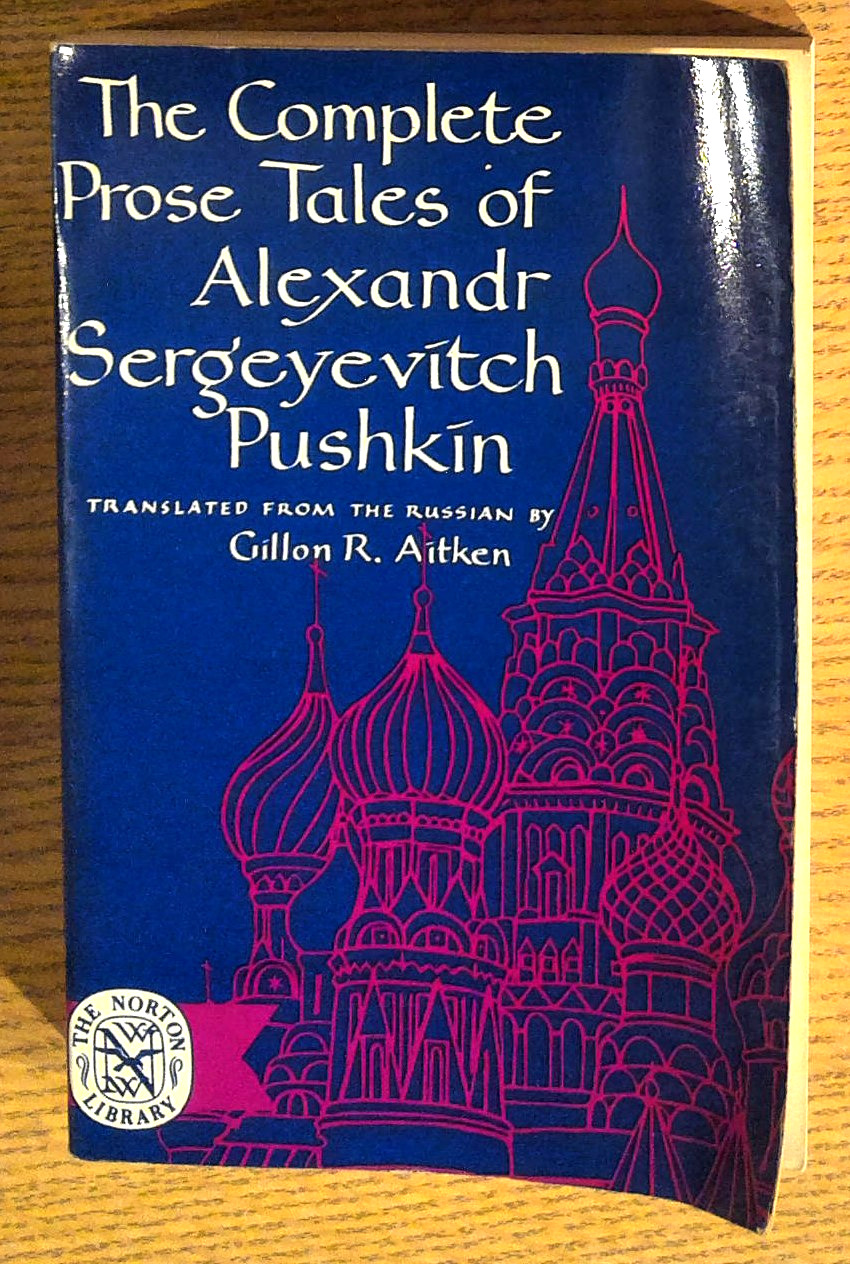 The Complete
Prose Tales of
Alexandr
Sergeyevitch
Pushkin
TRANSLATED FROM THE RUSSIAN BY
Gillon R. Aitken
THE NORTON
LIBRARY